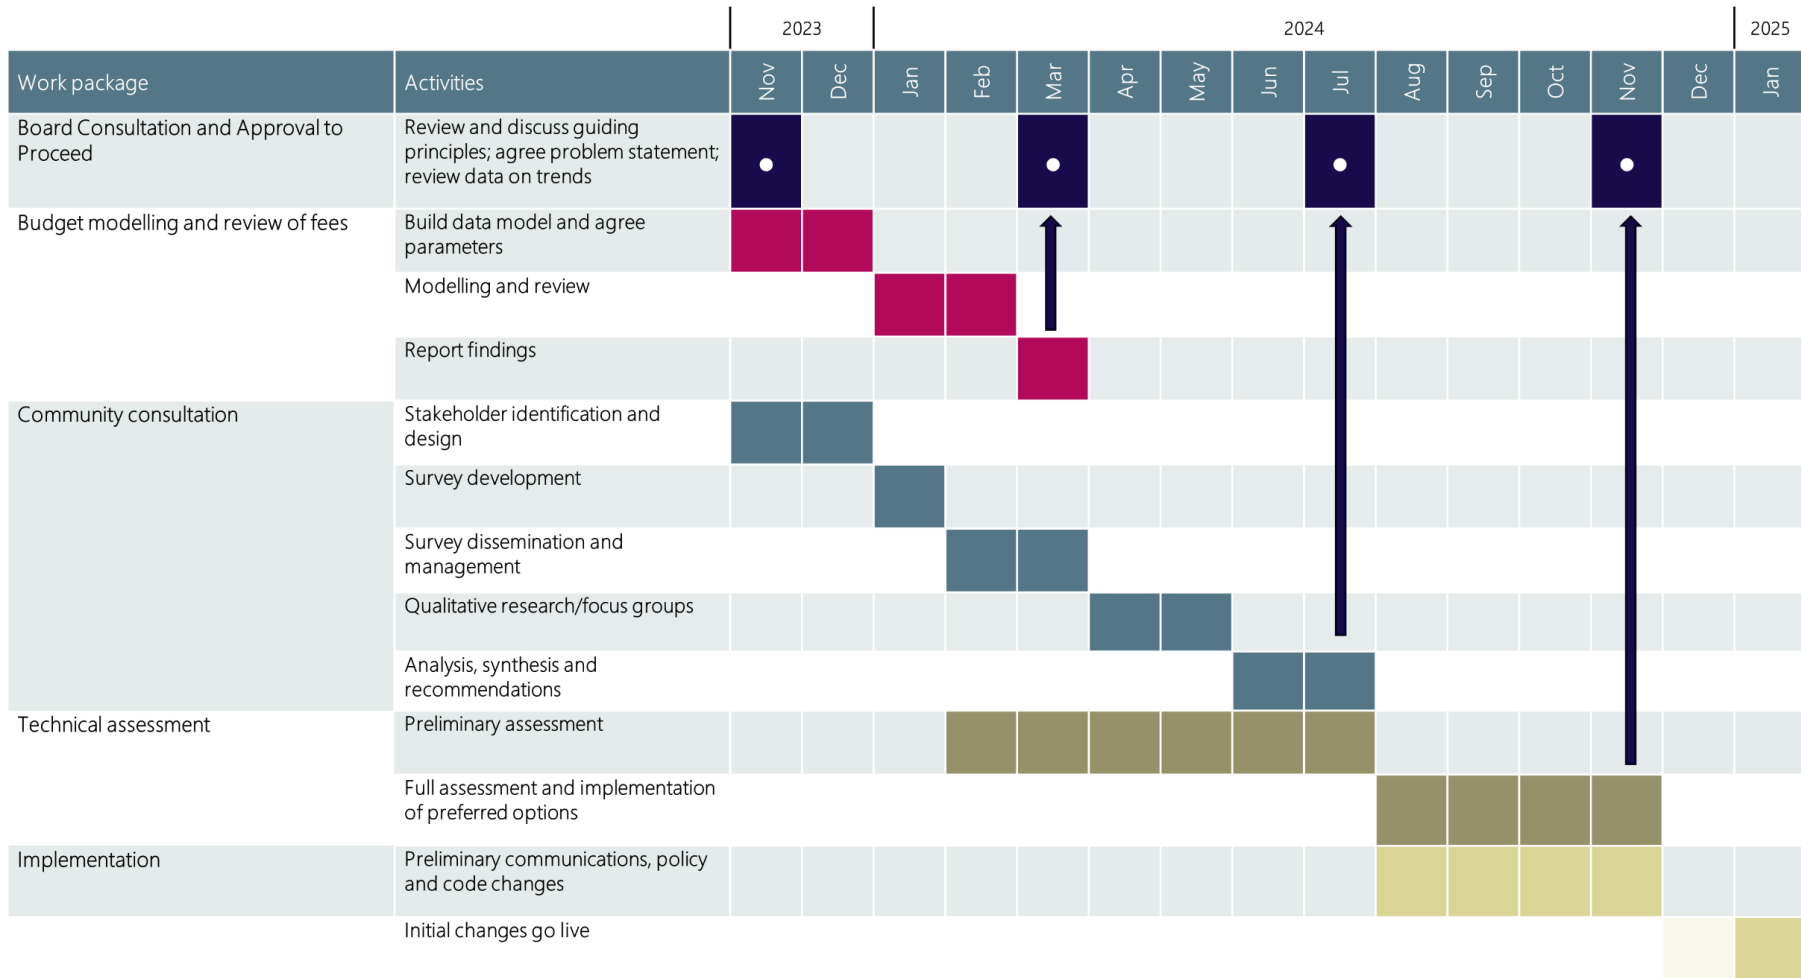 2023
2024
2025
Work package
Activities
Nov
Dec
Jan
Feb
Mar
Apr
May
Jun
Jul
Aug
Sep
Oct
Nov
Dec
Jan
Board Consultation and Approval to
Proceed
Review and discuss guiding
principles; agree problem statement;
review data on trends
Budget modelling and review of fees
Build data model and agree
parameters
Modelling and review
Report findings
Community consultation
Stakeholder identification and
design
Survey development
Survey dissemination and
management
Qualitative research/focus groups
Analysis, synthesis and
recommendations
Technical assessment
Preliminary assessment
Full assessment and implementation
of preferred options
Implementation
Preliminary communications, policy
and code changes
Initial changes go live